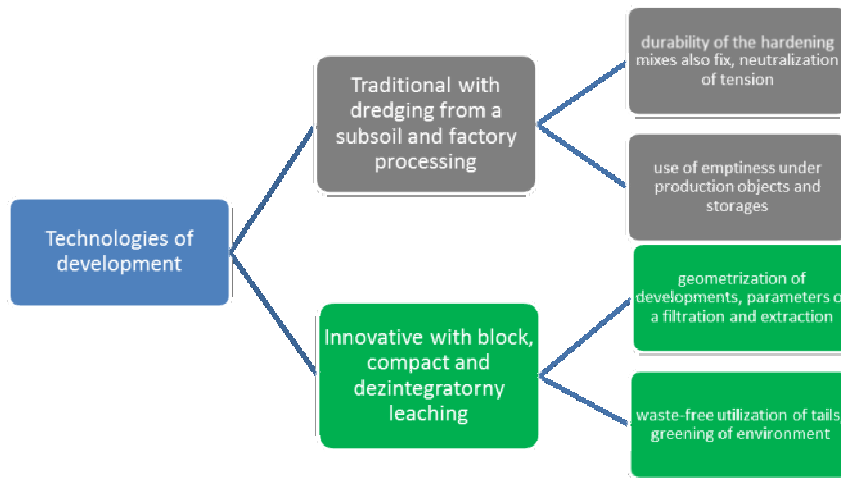 Technologies of
development
Traditional with
dredging from a
subsoil and factory
processing
Innovative with block,
compact and
dezintegratorny
leaching
durability of the hardening
mixes also fix, neutralization
of tension
use of emptiness under
production objects and
storages
geometrization of
developments, parameters o
a filtration and extraction
waste-free utilization of tails,
greening of environment